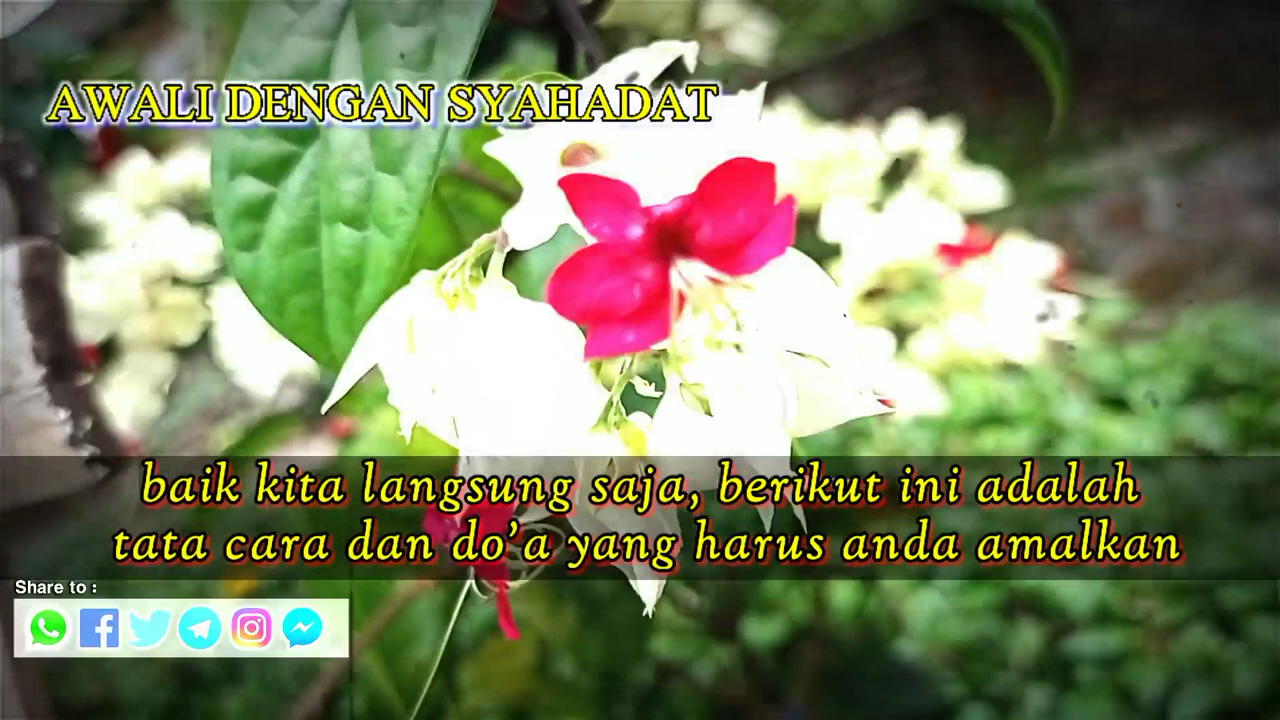 AWALI DENGAN SYAHADAT
baik kita langsung saja, berikut ini adalah
tata cara dan do’a yang harus anda amalkan
Share to :